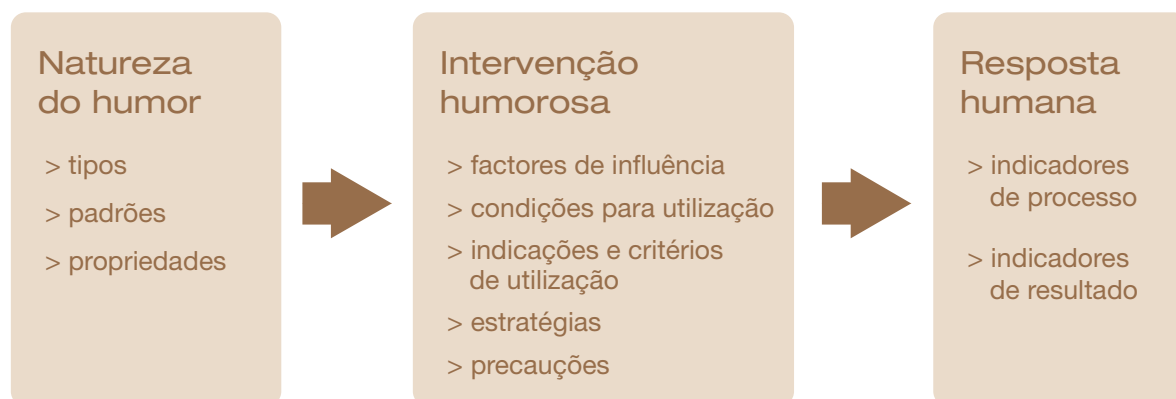 Natureza
do humor
> tipos
> padrões
> propriedades
Intervenção
humorosa
> factores de influência
> condições para utilização
> indicações e critérios
de utilização
> estratégias
> precauções
Resposta
humana
> indicadores
de processo
> indicadores
de resultado